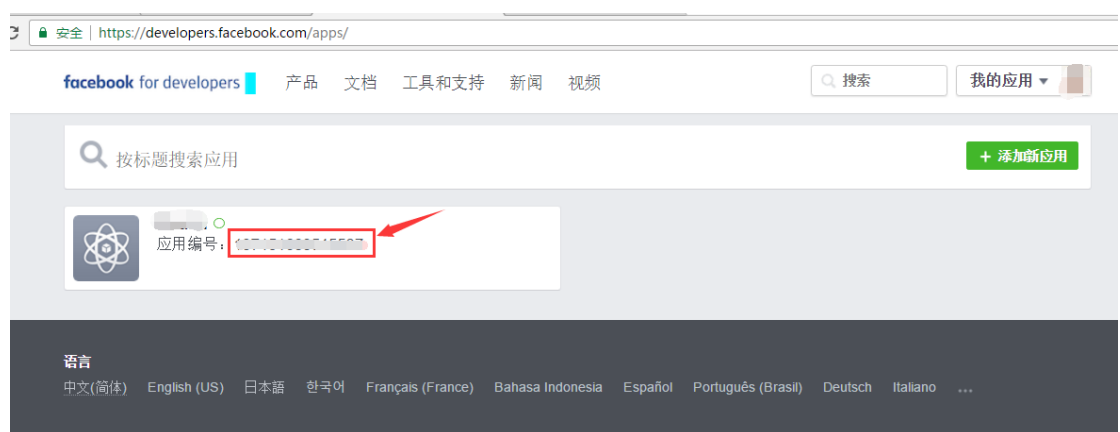 安全 | https://developers.facebook.com/apps/
facebook for developers 产品 文档 工具和支持 新闻 视频 搜索 我的应用
按标题搜索应用 + 添加新应用
应用编号：
语言
中文(简体) English (US) 日本語 한국어 Français (France) Bahasa Indonesia Español Português (Brasil) Deutsch Italiano ...